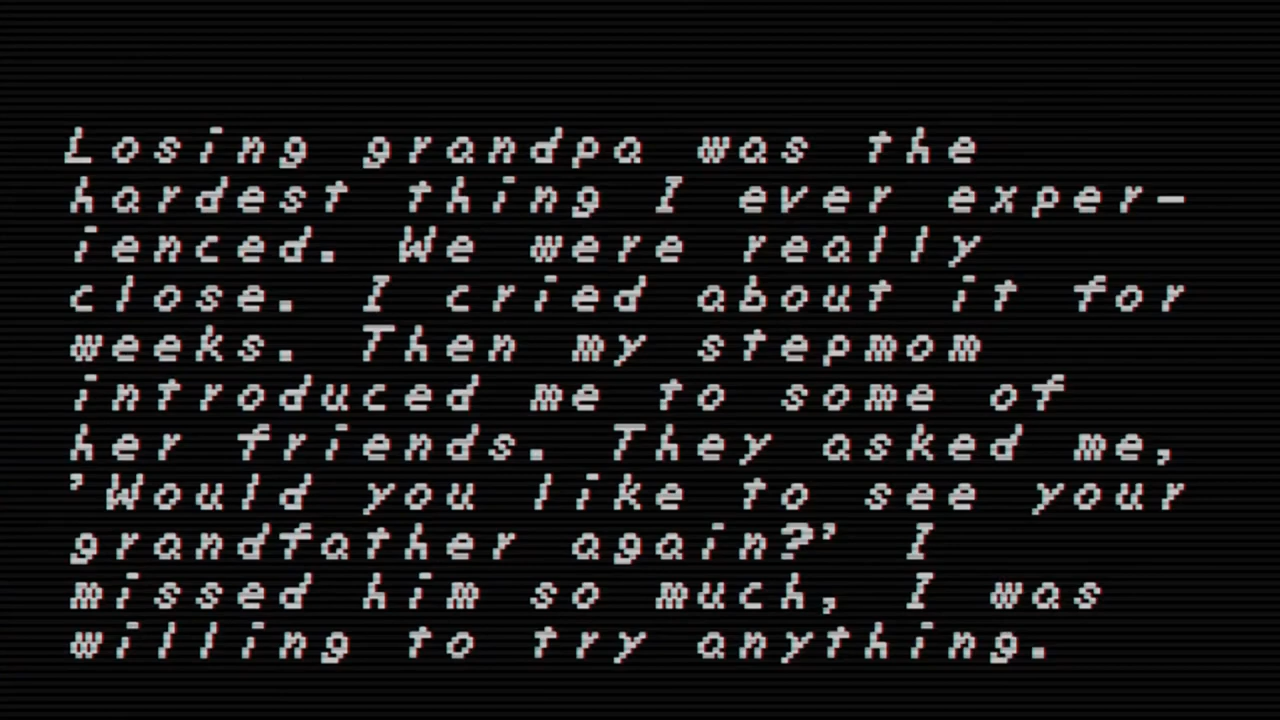 Losing grandpa was the
hardest thing I ever exper-
ienced. We were really
close. I cried about it for
weeks. Then my stepmom
introduced me to some of
her friends. They asked me,
'Would you like to see your
grandfather again?' I
missed him so much, I was
willing to try anything.